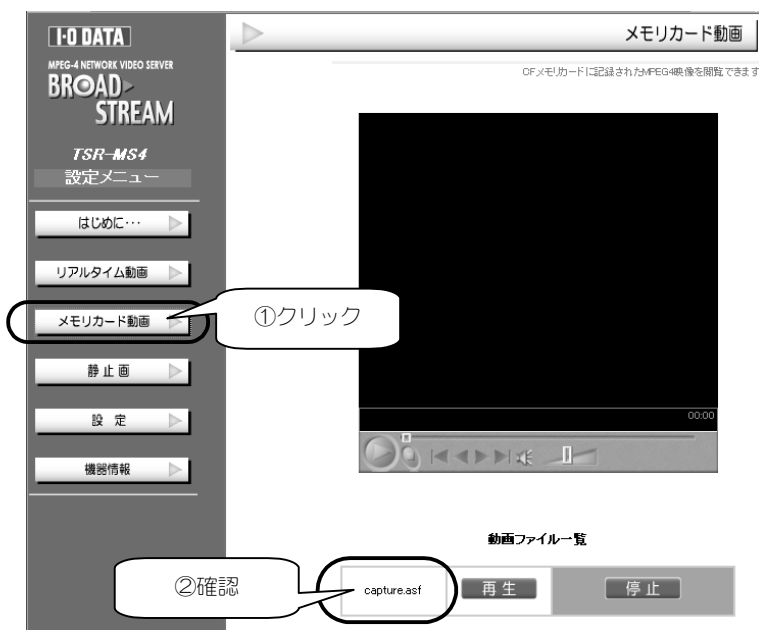 I·O DATA
MPEG-4 NETWORK VIDEO SERVER
BROAD
STREAM
TSR-MS4
設定メニュー
はじめに･･･
リアルタイム動画
メモリカード動画
静 止 画
設 定
機器情報
メモリカード動画
CFメモリカードに記録されたMPEG4映像を閲覧できます
①クリック
00:00
動画ファイル一覧
②確認
capture.asf
再 生
停 止